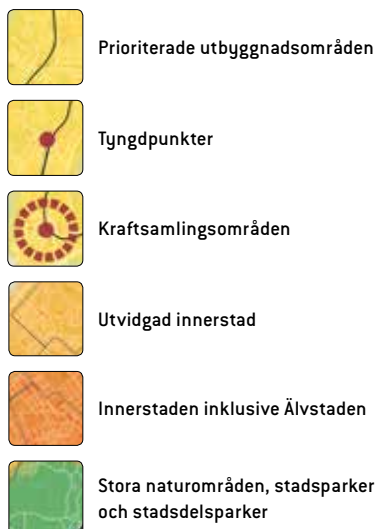 Prioriterade utbyggnadsområden
Tyngdpunkter
Kraftsamlingsområden
Utvidgad innerstad
Innerstaden inklusive Älvstaden
Stora naturområden, stadsparker
och stadsdelsparker